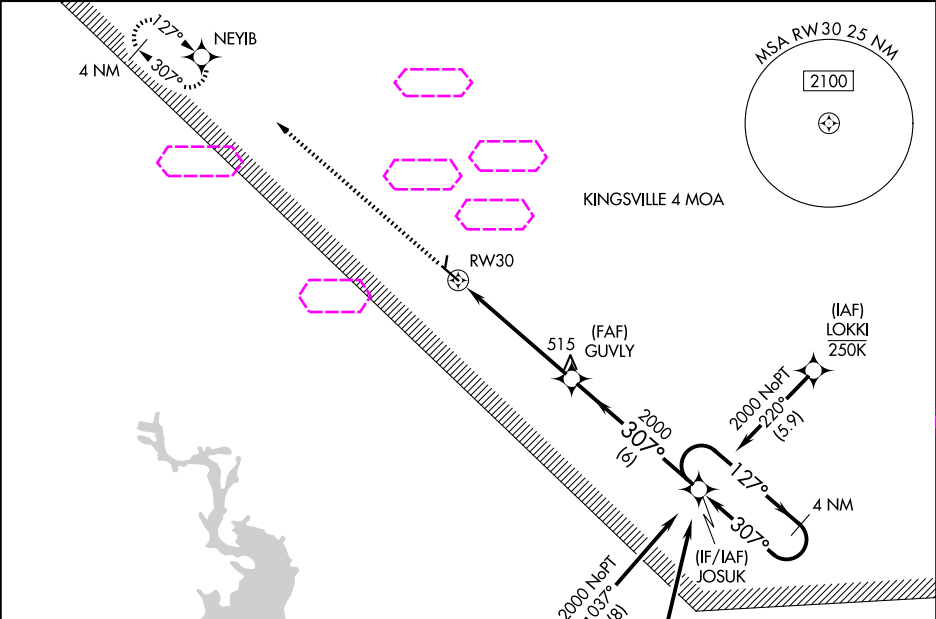 127°
NEYIB
4 NM
307°
MSA RW30 25 NM
2100
KINGSVILLE 4 MOA
RW30
(IAF)
LOKKI
250K
515
(FAF)
GUVLY
2000 NoPT
220°
(5.9)
2000
307°
(6)
127°
4 NM
307°
(IF/IAF)
JOSUK
2000 NoPT
037°